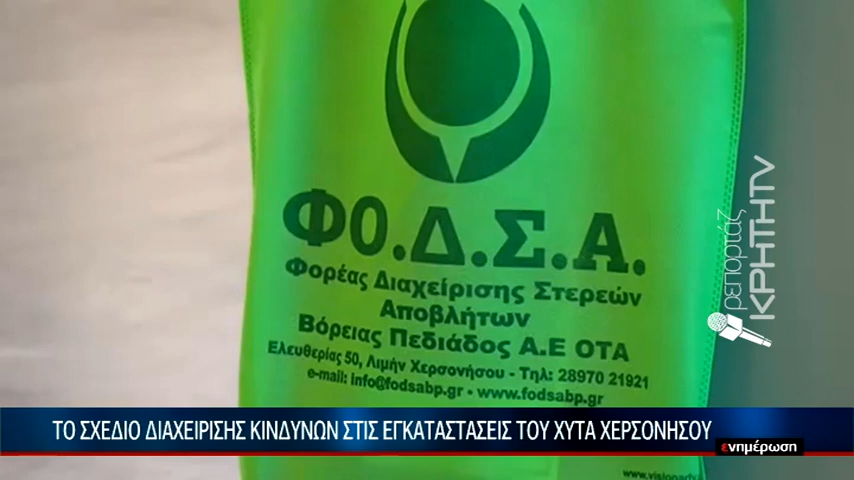 ΦΟ.Δ.Σ.Α.
Φορέας Διαχείρισης Στερεών
Αποβλήτων
Βόρειας Πεδιάδος Α.Ε ΟΤΑ
Ελευθερίας 50, Λιμήν Χερσονήσου - Τηλ: 28970 21921
e-mail: info@fodsabp.gr - www.fodsabp.gr
ρεπορτάζ
ΚΡΗΤΗTV
ΤΟ ΣΧΕΔΙΟ ΔΙΑΧΕΙΡΙΣΗΣ ΚΙΝΔΥΝΩΝ ΣΤΙΣ ΕΓΚΑΤΑΣΤΑΣΕΙΣ ΤΟΥ ΧΥΤΑ ΧΕΡΣΟΝΗΣΟΥ
ενημέρωση